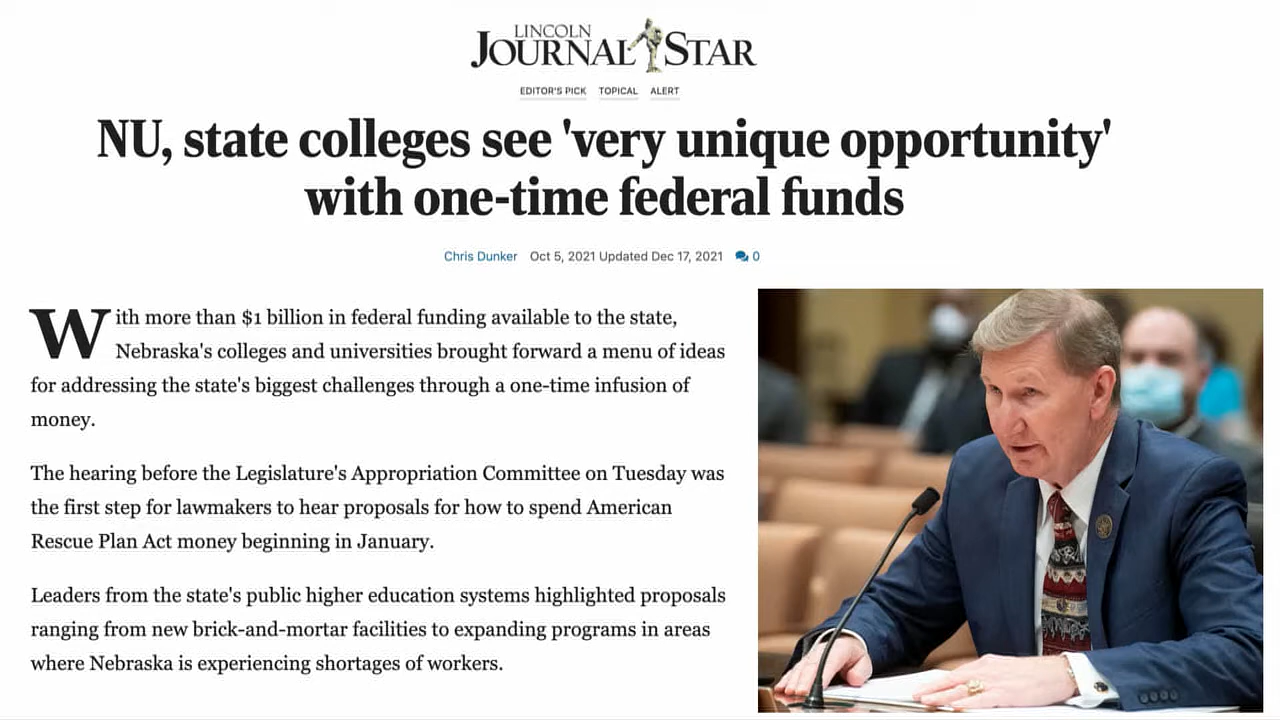 LINCOLN
JOURNAL STAR
EDITOR'S PICK TOPICAL ALERT
NU, state colleges see 'very unique opportunity'
with one-time federal funds
Chris Dunker Oct 5, 2021 Updated Dec 17, 2021 0
With more than $1 billion in federal funding available to the state,
Nebraska's colleges and universities brought forward a menu of ideas
for addressing the state's biggest challenges through a one-time infusion of
money.
The hearing before the Legislature's Appropriation Committee on Tuesday was
the first step for lawmakers to hear proposals for how to spend American
Rescue Plan Act money beginning in January.
Leaders from the state's public higher education systems highlighted proposals
ranging from new brick-and-mortar facilities to expanding programs in areas
where Nebraska is experiencing shortages of workers.